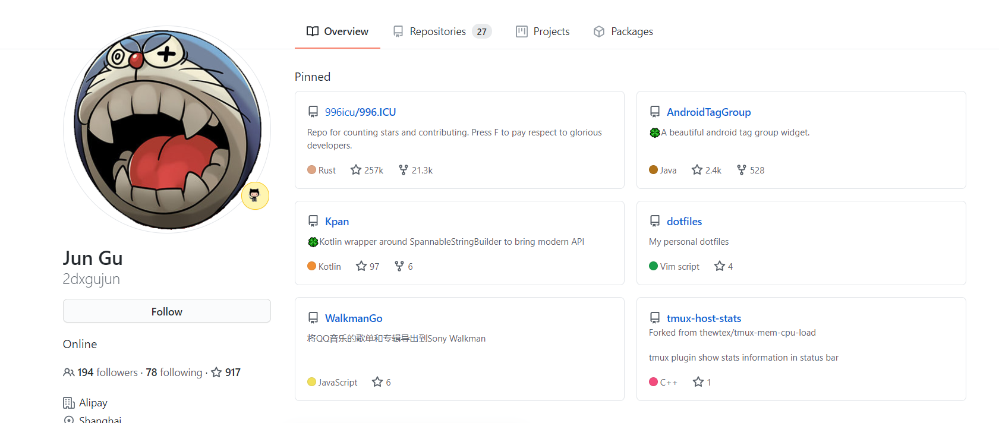 Overview
Repositories 27
Projects
Packages
Pinned
996icu/996.ICU
Repo for counting stars and contributing. Press F to pay respect to glorious
developers.
Rust 257k 21.3k
AndroidTagGroup
🍀A beautiful android tag group widget.
Java 2.4k 528
Kpan
🍀Kotlin wrapper around SpannableStringBuilder to bring modern API
Kotlin 97 6
dotfiles
My personal dotfiles
Vim script 4
WalkmanGo
将QQ音乐的歌单和专辑导出到Sony Walkman
JavaScript 6
tmux-host-stats
Forked from thewtex/tmux-mem-cpu-load
tmux plugin show stats information in status bar
C++ 1
Jun Gu
2dxgujun
Follow
Online
194 followers · 78 following · 917
Alipay
Shanghai